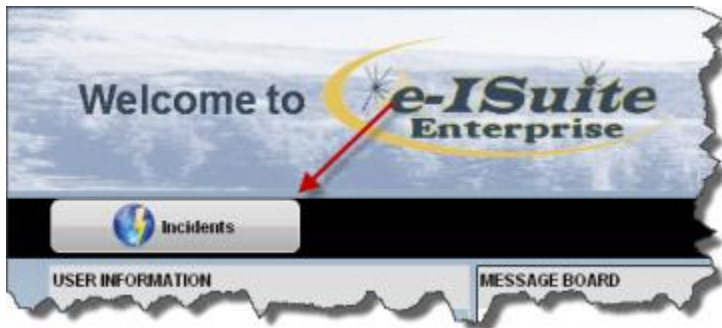 Welcome to e-ISuite
Enterprise
Incidents
USER INFORMATION
MESSAGE BOARD